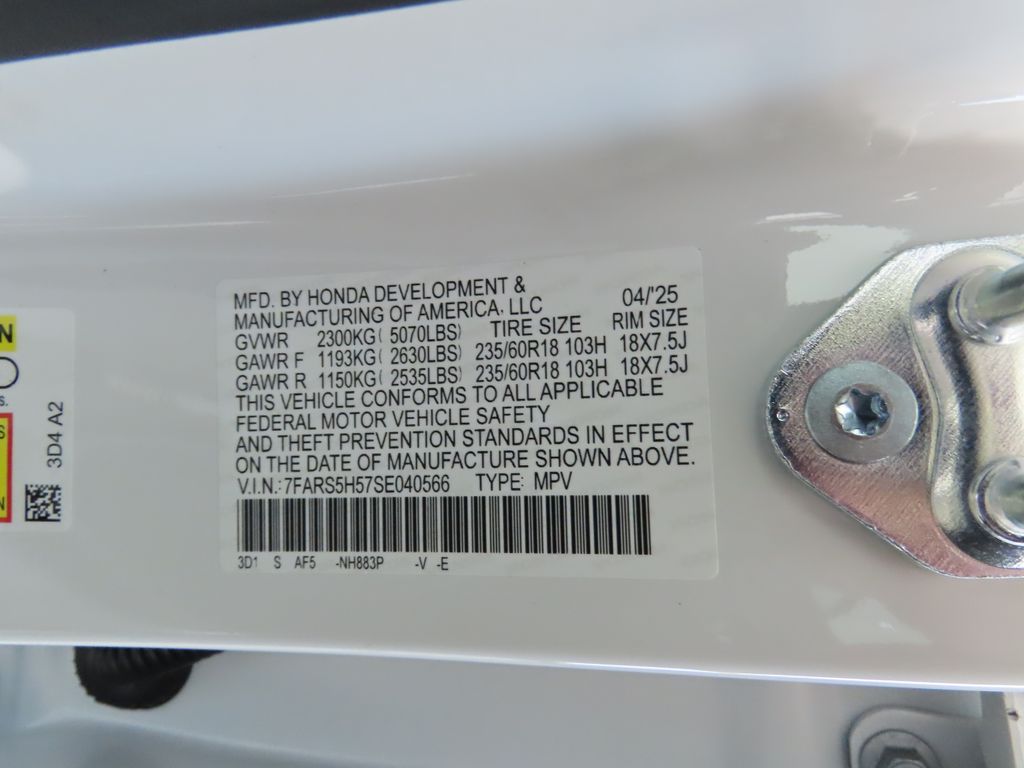 MFD. BY HONDA DEVELOPMENT &
MANUFACTURING OF AMERICA, LLC 04/'25
GVWR 2300KG( 5070LBS) TIRE SIZE RIM SIZE
GAWR F 1193KG( 2630LBS) 235/60R18 103H 18X7.5J
GAWR R 1150KG( 2535LBS) 235/60R18 103H 18X7.5J
THIS VEHICLE CONFORMS TO ALL APPLICABLE
FEDERAL MOTOR VEHICLE SAFETY
AND THEFT PREVENTION STANDARDS IN EFFECT
ON THE DATE OF MANUFACTURE SHOWN ABOVE.
V.I.N.:7FARS5H57SE040566 TYPE: MPV
3D1 S AF5 -NH883P -V -E
3D4 A2